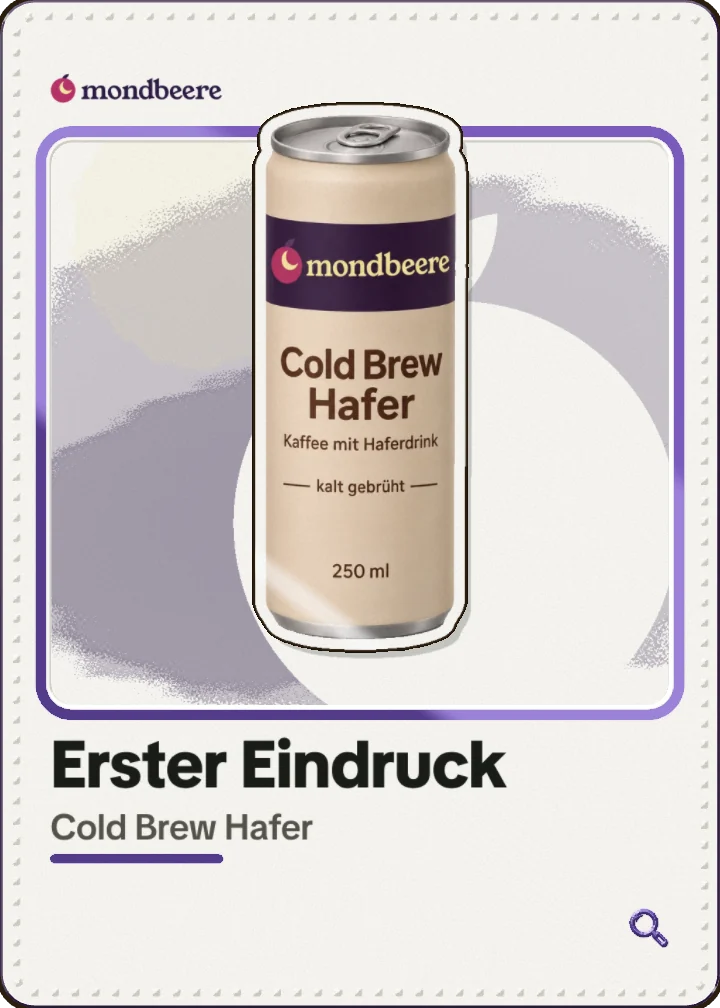 mondbeere
mondbeere
Cold Brew
Hafer
Kaffee mit Haferdrink
kalt gebrüht
250 ml
Erster Eindruck
Cold Brew Hafer